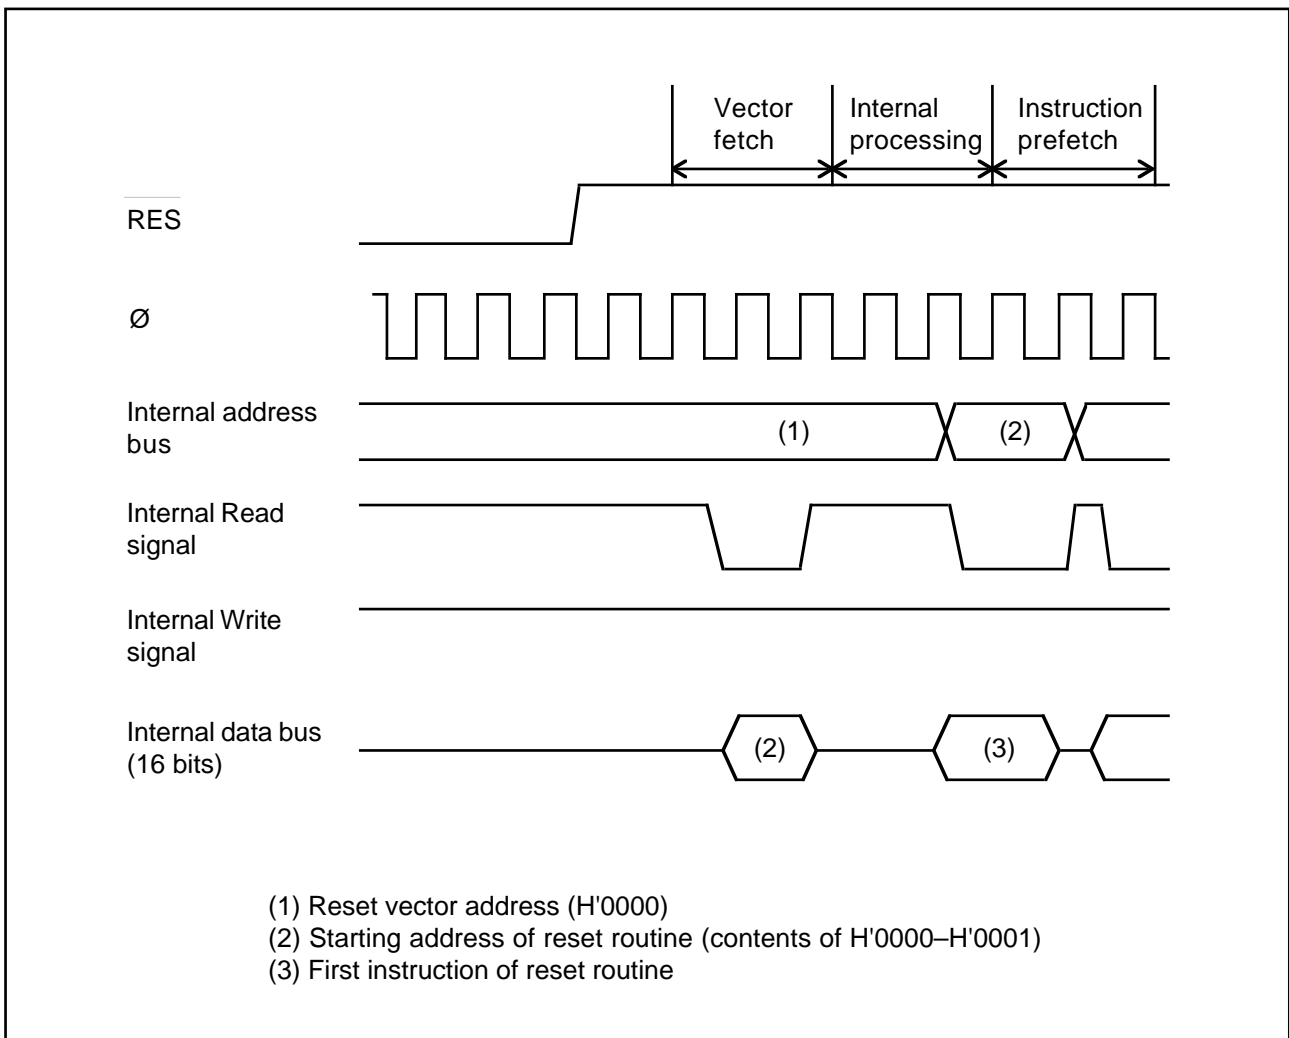 Vector
fetch
Internal
processing
Instruction
prefetch
RES
Ø
Internal address
bus
(1)
(2)
Internal Read
signal
Internal Write
signal
Internal data bus
(16 bits)
(2)
(3)
(1) Reset vector address (H'0000)
(2) Starting address of reset routine (contents of H'0000–H'0001)
(3) First instruction of reset routine